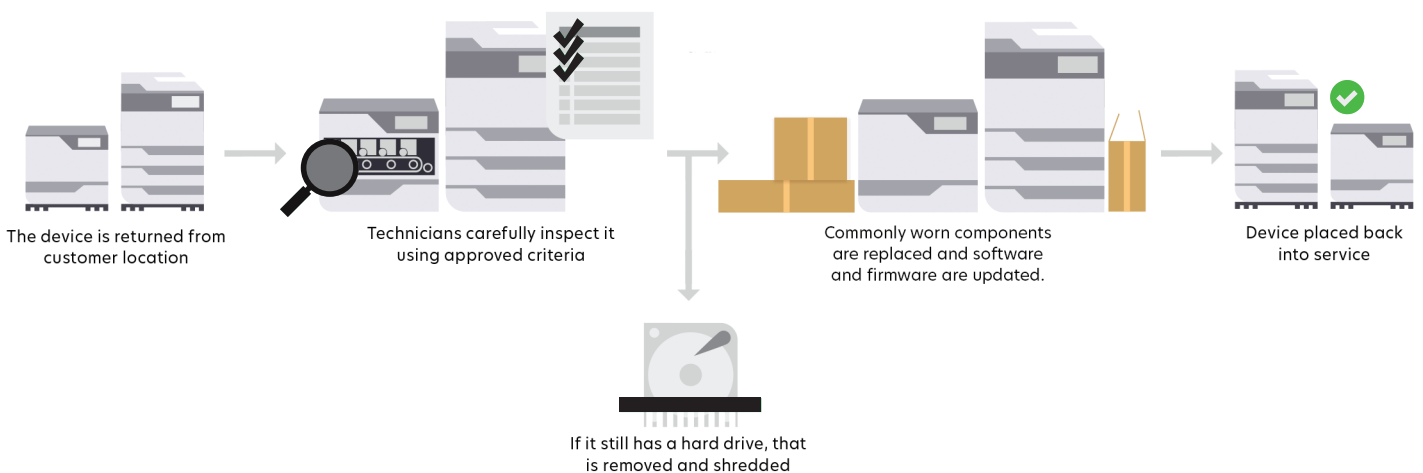 The device is returned from
customer location
Technicians carefully inspect it
using approved criteria
Commonly worn components
are replaced and software
and firmware are updated.
Device placed back
into service
If it still has a hard drive, that
is removed and shredded